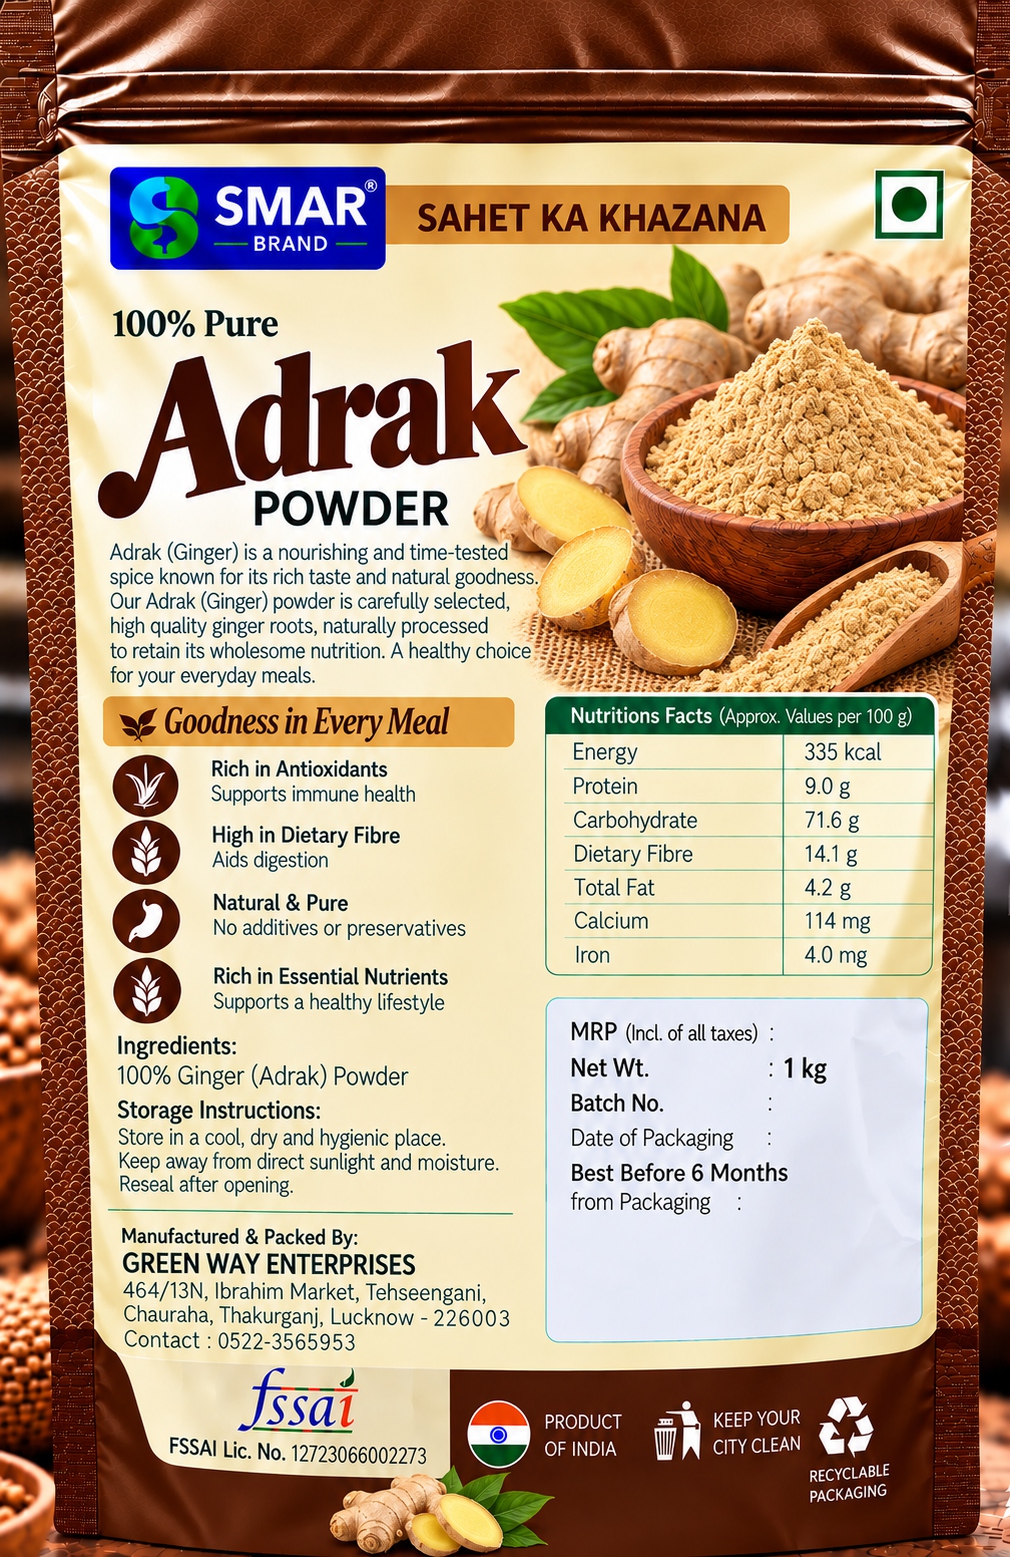 SMAR®
BRAND
SAHET KA KHAZANA
100% Pure
Adrak
POWDER
Adrak (Ginger) is a nourishing and time-tested
spice known for its rich taste and natural goodness.
Our Adrak (Ginger) powder is carefully selected,
high quality ginger roots, naturally processed
to retain its wholesome nutrition. A healthy choice
for your everyday meals.
Goodness in Every Meal
Rich in Antioxidants
Supports immune health
High in Dietary Fibre
Aids digestion
Natural & Pure
No additives or preservatives
Rich in Essential Nutrients
Supports a healthy lifestyle
Ingredients:
100% Ginger (Adrak) Powder
Storage Instructions:
Store in a cool, dry and hygienic place.
Keep away from direct sunlight and moisture.
Reseal after opening.
Manufactured & Packed By:
GREEN WAY ENTERPRISES
464/13N, Ibrahim Market, Tehseengani,
Chauraha, Thakurganj, Lucknow - 226003
Contact : 0522-3565953
Nutritions Facts (Approx. Values per 100 g)
Energy 335 kcal
Protein 9.0 g
Carbohydrate 71.6 g
Dietary Fibre 14.1 g
Total Fat 4.2 g
Calcium 114 mg
Iron 4.0 mg
MRP (Incl. of all taxes) :
Net Wt. : 1 kg
Batch No. :
Date of Packaging :
Best Before 6 Months
from Packaging :
fssai
FSSAI Lic. No. 12723066002273
PRODUCT
OF INDIA
KEEP YOUR
CITY CLEAN
RECYCLABLE
PACKAGING